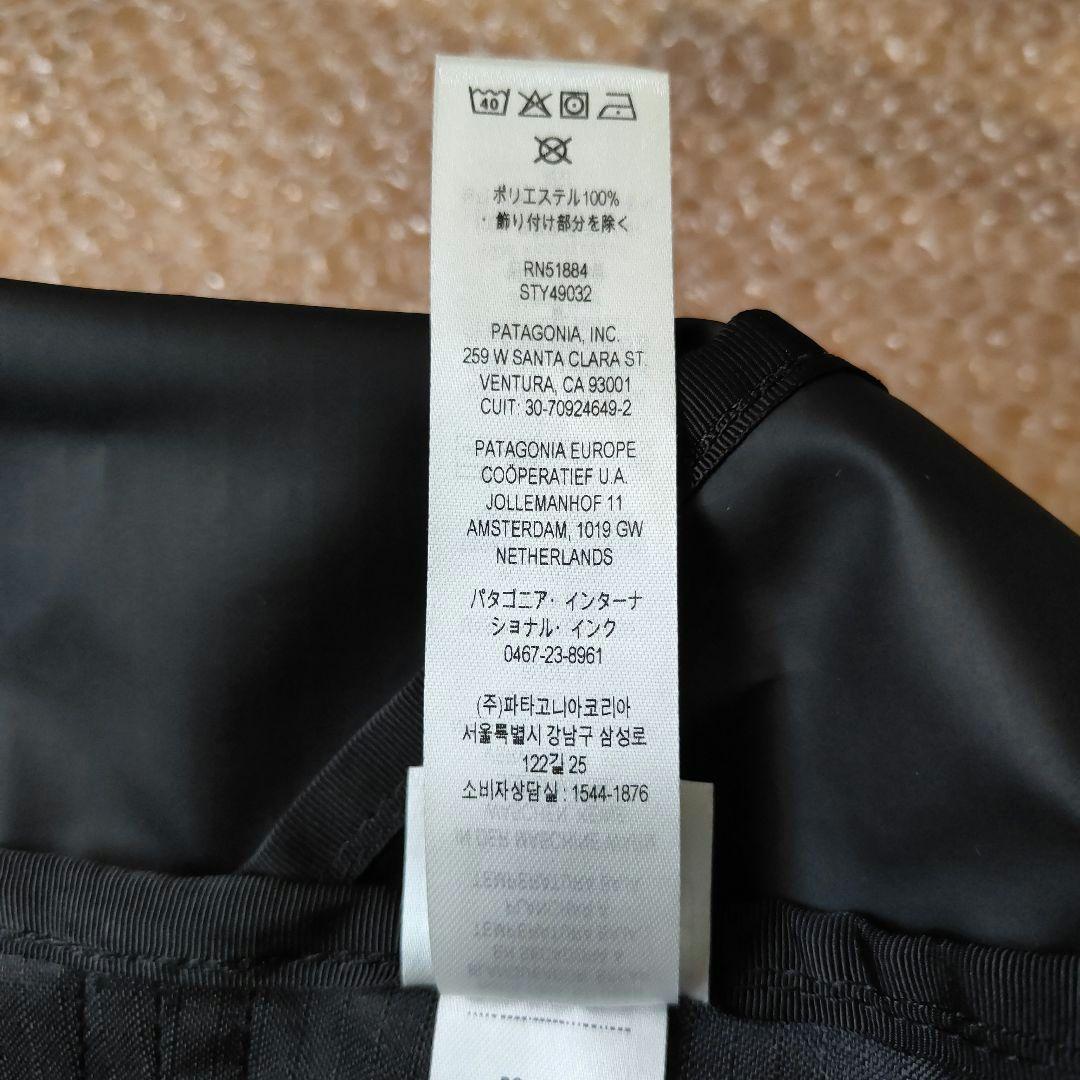 40
ポリエステル100%
・飾り付け部分を除く
RN51884
STY49032
PATAGONIA, INC.
259 W SANTA CLARA ST.
VENTURA, CA 93001
CUIT: 30-70924649-2
PATAGONIA EUROPE
COÖPERATIEF U.A.
JOLLEMANHOF 11
AMSTERDAM, 1019 GW
NETHERLANDS
パタゴニア・インターナ
ショナル・インク
0467-23-8961
(주)파타고니아코리아
서울특별시 강남구 삼성로
122길 25
소비자상담실 : 1544-1876